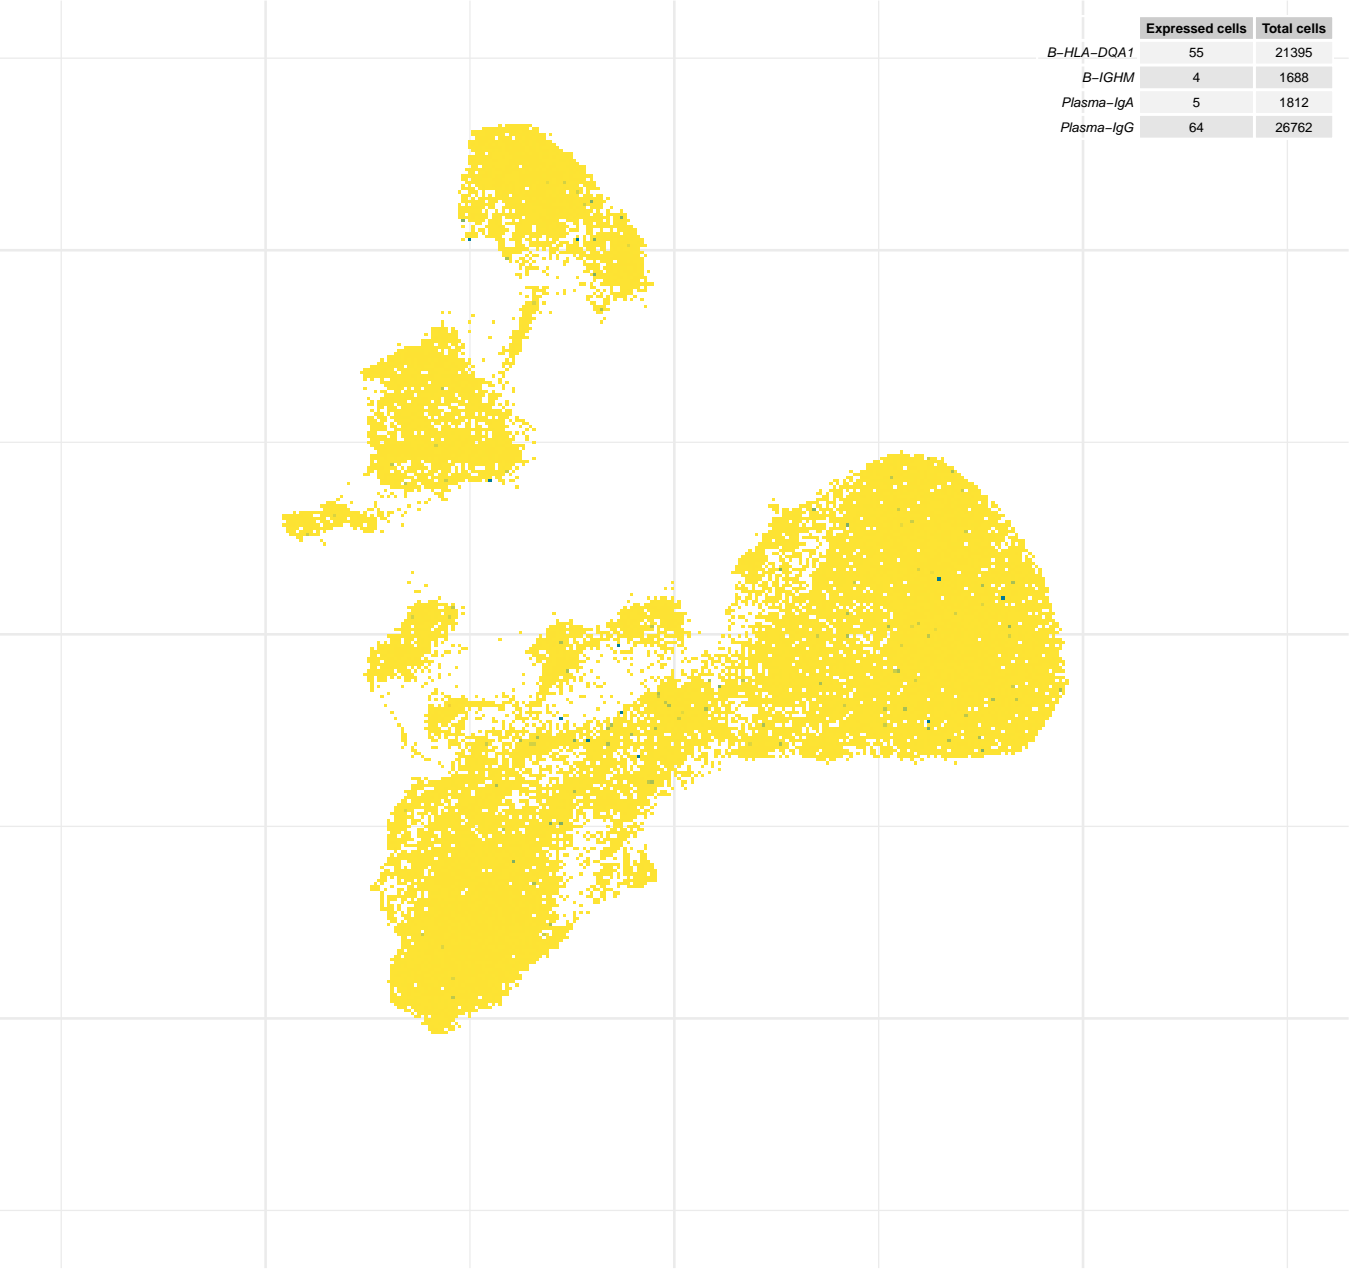 Expressed cells Total cells
B−HLA−DQA1 55 21395
B−IGHM 4 1688
Plasma−IgA 5 1812
Plasma−IgG 64 26762